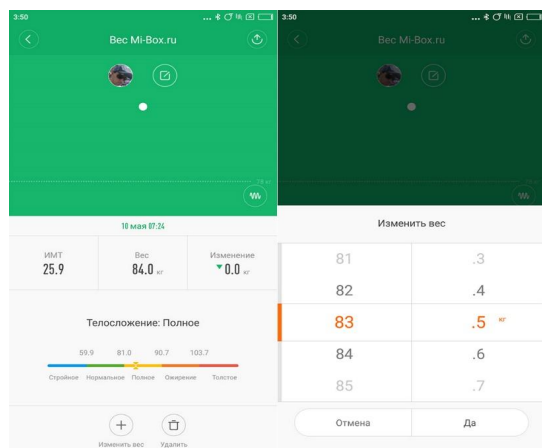 3:50
Вес Mi-Box.ru
10 мая 07:24
ИМТ
25.9
Вес
84.0 кг
Изменение
0.0 кг
Телосложение: Полное
59.9 81.0 90.7 103.7
Стройное Нормальное Полное Ожирение Толстое
Изменить вес
Удалить
3:50
Вес Mi-Box.ru
Изменить вес
81 .3
82 .4
83 .5 кг
84 .6
85 .7
Отмена
Да